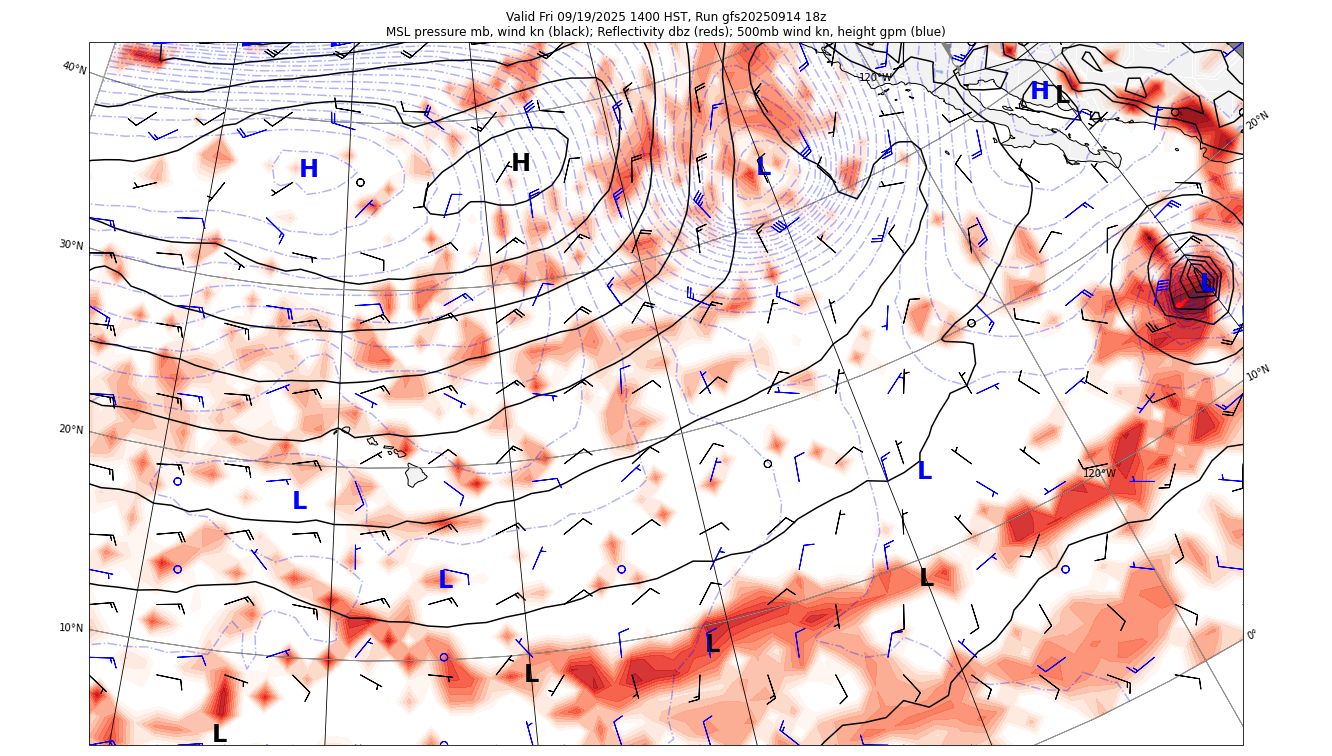 Valid Fri 09/19/2025 1400 HST, Run gfs20250914 18z
MSL pressure mb, wind kn (black); Reflectivity dbz (reds); 500mb wind kn, height gpm (blue)
40°N
120°W
H L
20°N
H
H
L
30°N
L
10°N
20°N
120°W
L
L
L
L
10°N
0°
L
L
L